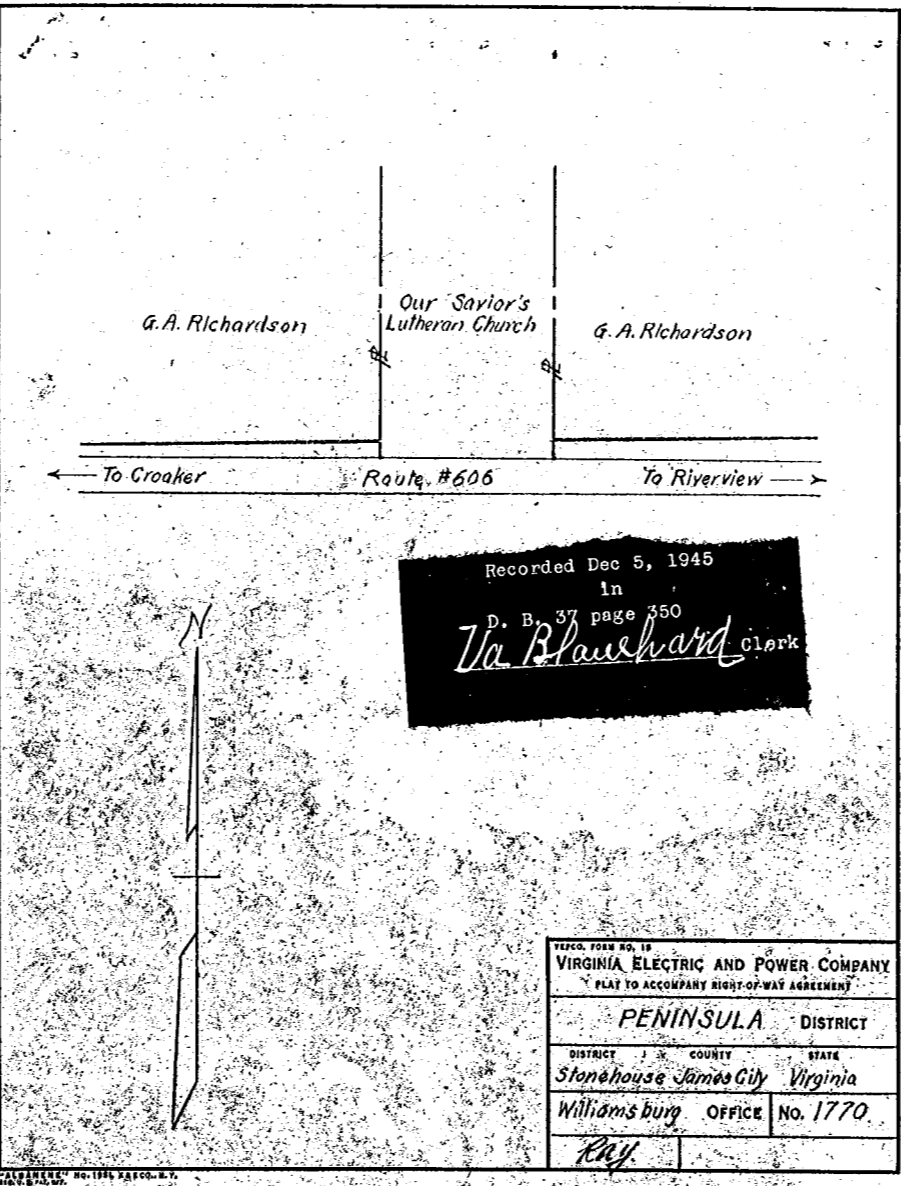 G.A. Richardson
Our Savior's
Lutheran Church
G.A. Richardson
To Croaker
Route #606
To Riverview
N
Recorded Dec 5, 1945
in
D. B. 37 page 350
Va Blanchard Clerk
VEPCO. FORM NO. 18
VIRGINIA ELECTRIC AND POWER COMPANY
PLAT TO ACCOMPANY RIGHT-OF-WAY AGREEMENT
PENINSULA DISTRICT
DISTRICT COUNTY STATE
Stonehouse James City Virginia
Williamsburg OFFICE No. 1770
Ray
"ALBANENE"